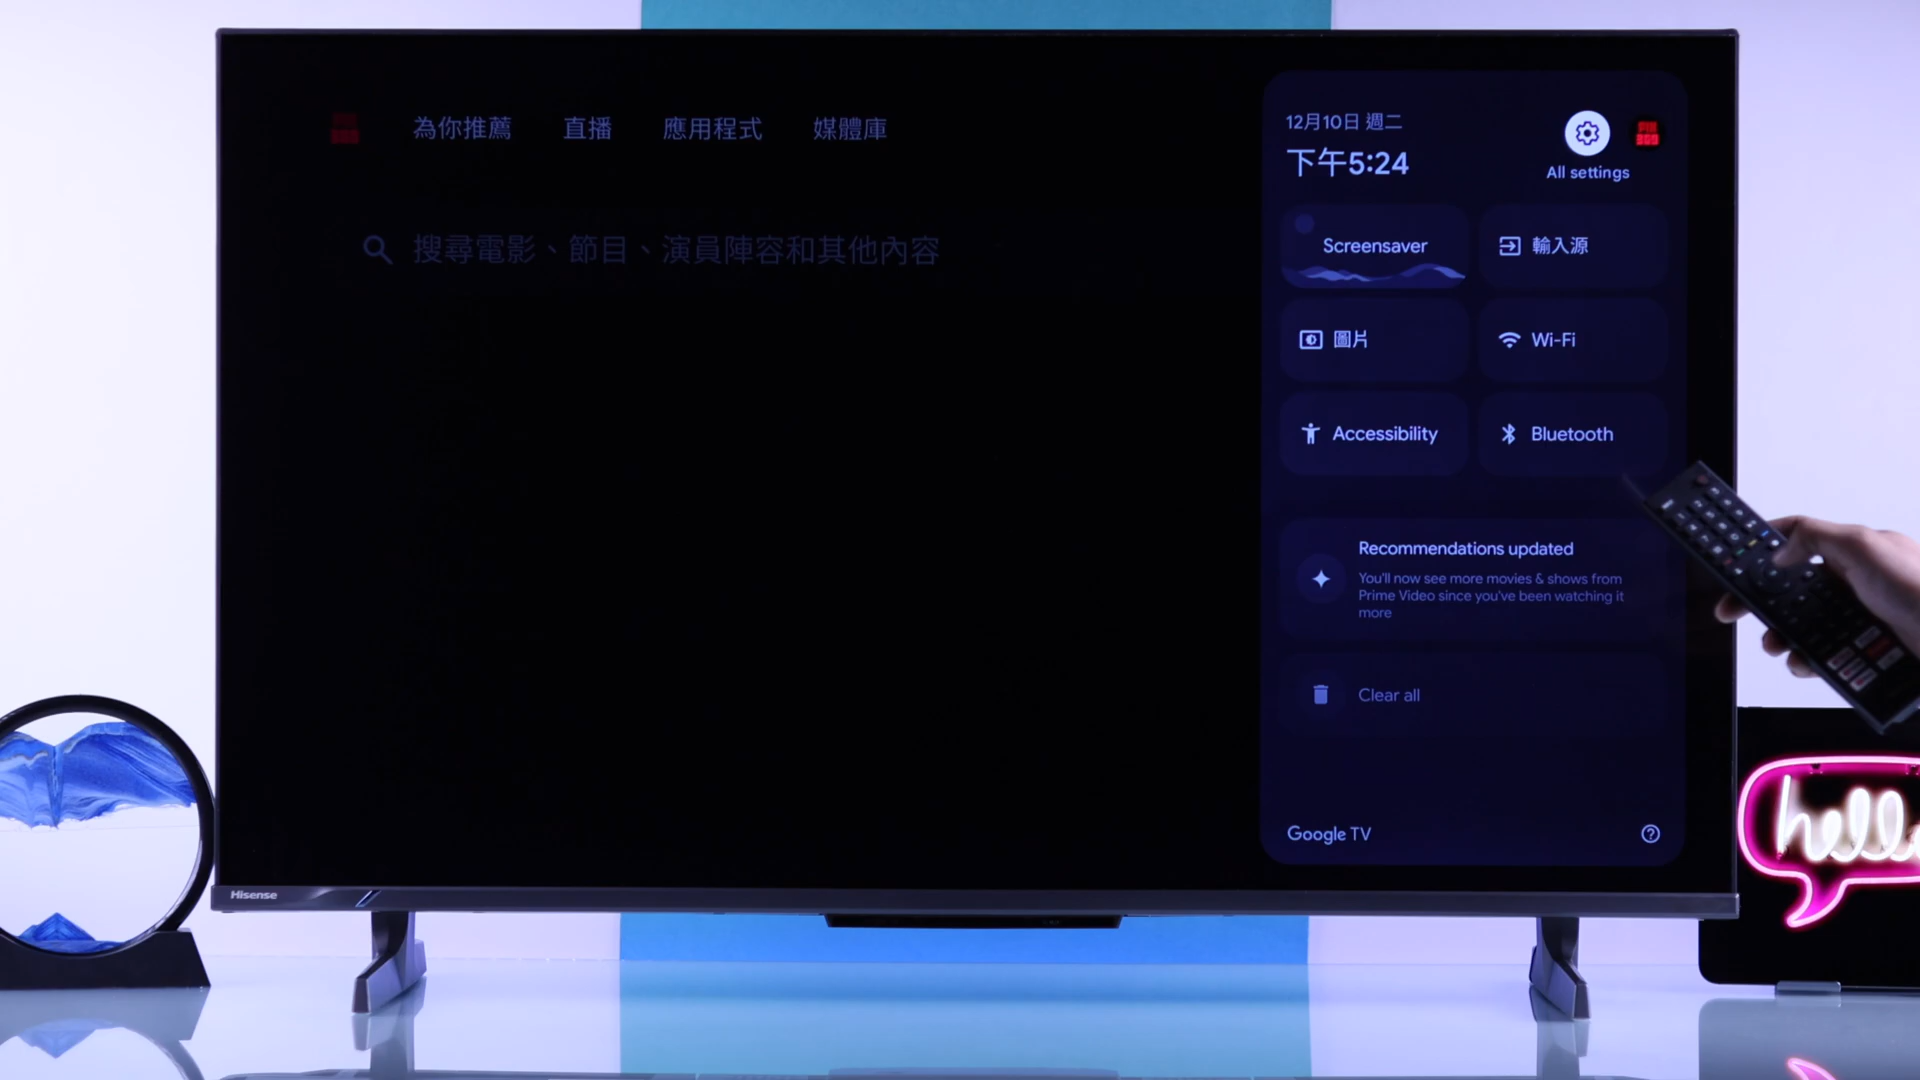 為你推薦
直播
應用程式
媒體庫
搜尋電影、節目、演員陣容和其他內容
12月10日 週二
下午5:24
All settings
Screensaver
輸入源
圖片
Wi-Fi
Accessibility
Bluetooth
Recommendations updated
You'll now see more movies & shows from
Prime Video since you've been watching it
more
Clear all
Google TV
Hisense